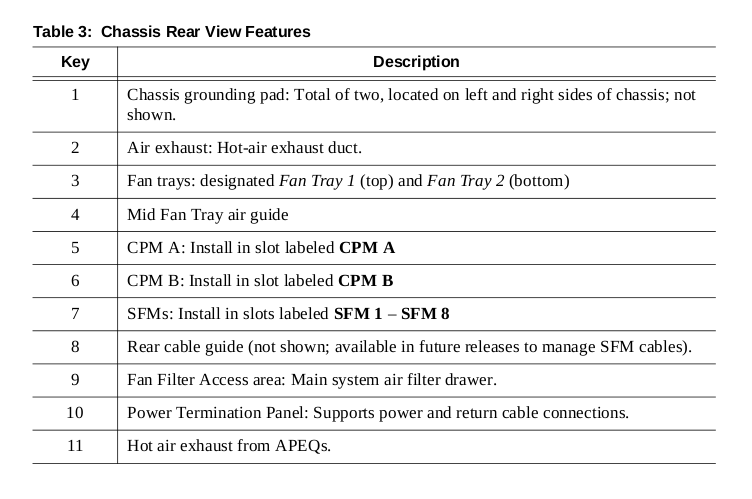 Table 3: Chassis Rear View Features
Key Description
1 Chassis grounding pad: Total of two, located on left and right sides of chassis; not
shown.
2 Air exhaust: Hot-air exhaust duct.
3 Fan trays: designated Fan Tray 1 (top) and Fan Tray 2 (bottom)
4 Mid Fan Tray air guide
5 CPM A: Install in slot labeled CPM A
6 CPM B: Install in slot labeled CPM B
7 SFMs: Install in slots labeled SFM 1 – SFM 8
8 Rear cable guide (not shown; available in future releases to manage SFM cables).
9 Fan Filter Access area: Main system air filter drawer.
10 Power Termination Panel: Supports power and return cable connections.
11 Hot air exhaust from APEQs.